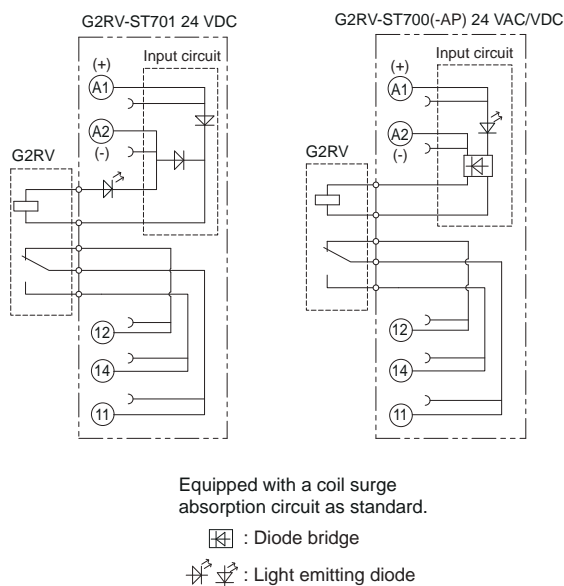 G2RV-ST701 24 VDC
Input circuit
(+)
A1
A2
(-)
G2RV
12
14
11
G2RV-ST700(-AP) 24 VAC/VDC
Input circuit
(+)
A1
A2
(-)
G2RV
12
14
11
Equipped with a coil surge
absorption circuit as standard.
: Diode bridge
: Light emitting diode